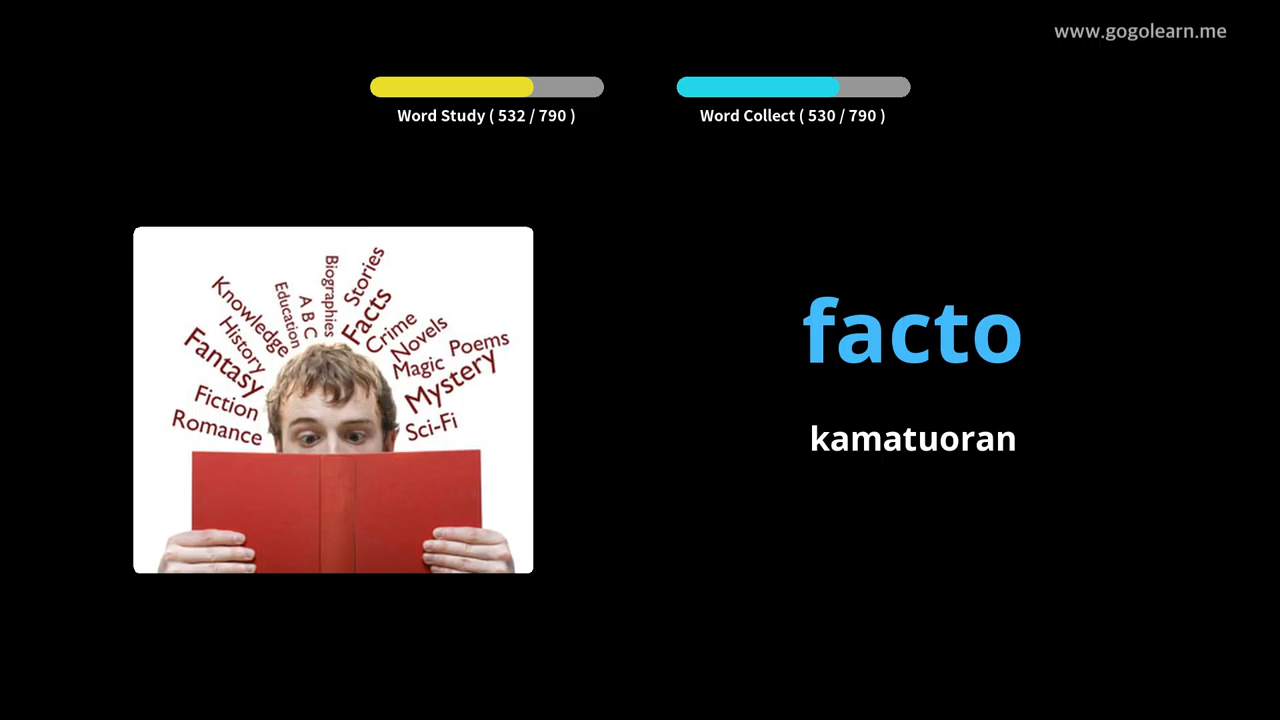 www.gogolearn.me
Word Study ( 532 / 790 )
Word Collect ( 530 / 790 )
Knowledge
Education
A B C
Biographies
Stories
Facts
Crime
Novels
Poems
Magic
Mystery
Sci-Fi
History
Fantasy
Fiction
Romance
facto
kamatuoran